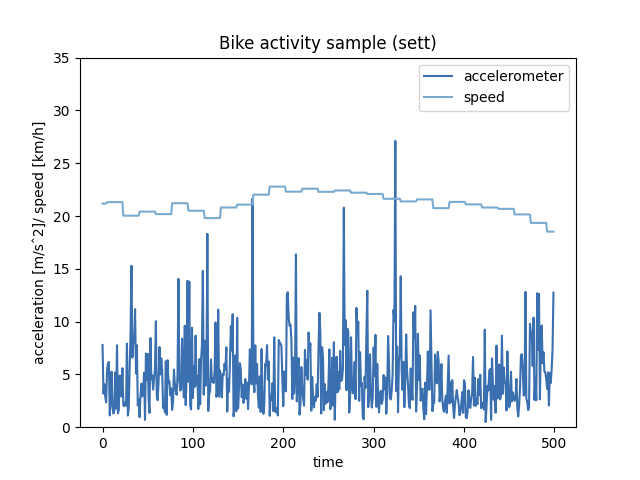 Bike activity sample (sett)
accelerometer
speed
acceleration [m/s^2]/ speed [km/h]
35
30
25
20
15
10
5
0
0 100 200 300 400 500
time